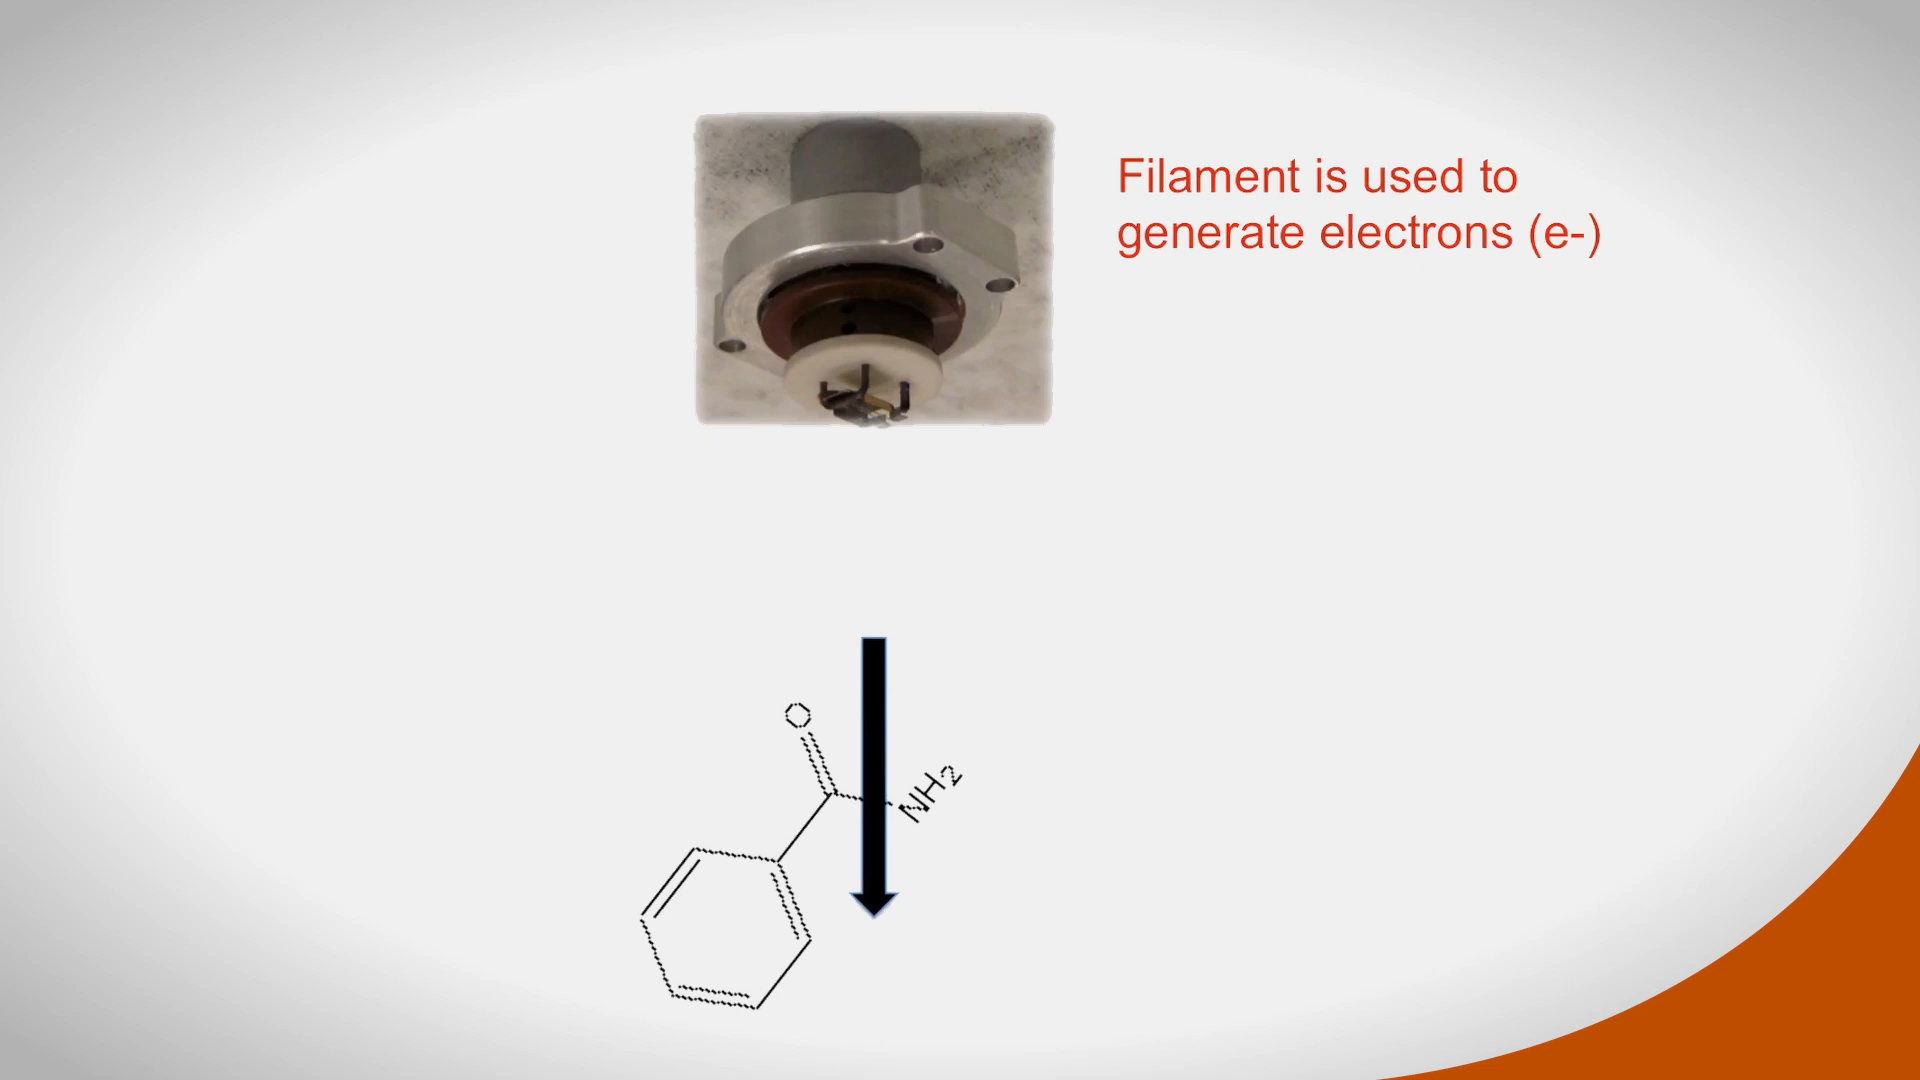 Filament is used to
generate electrons (e-)
O
NH2